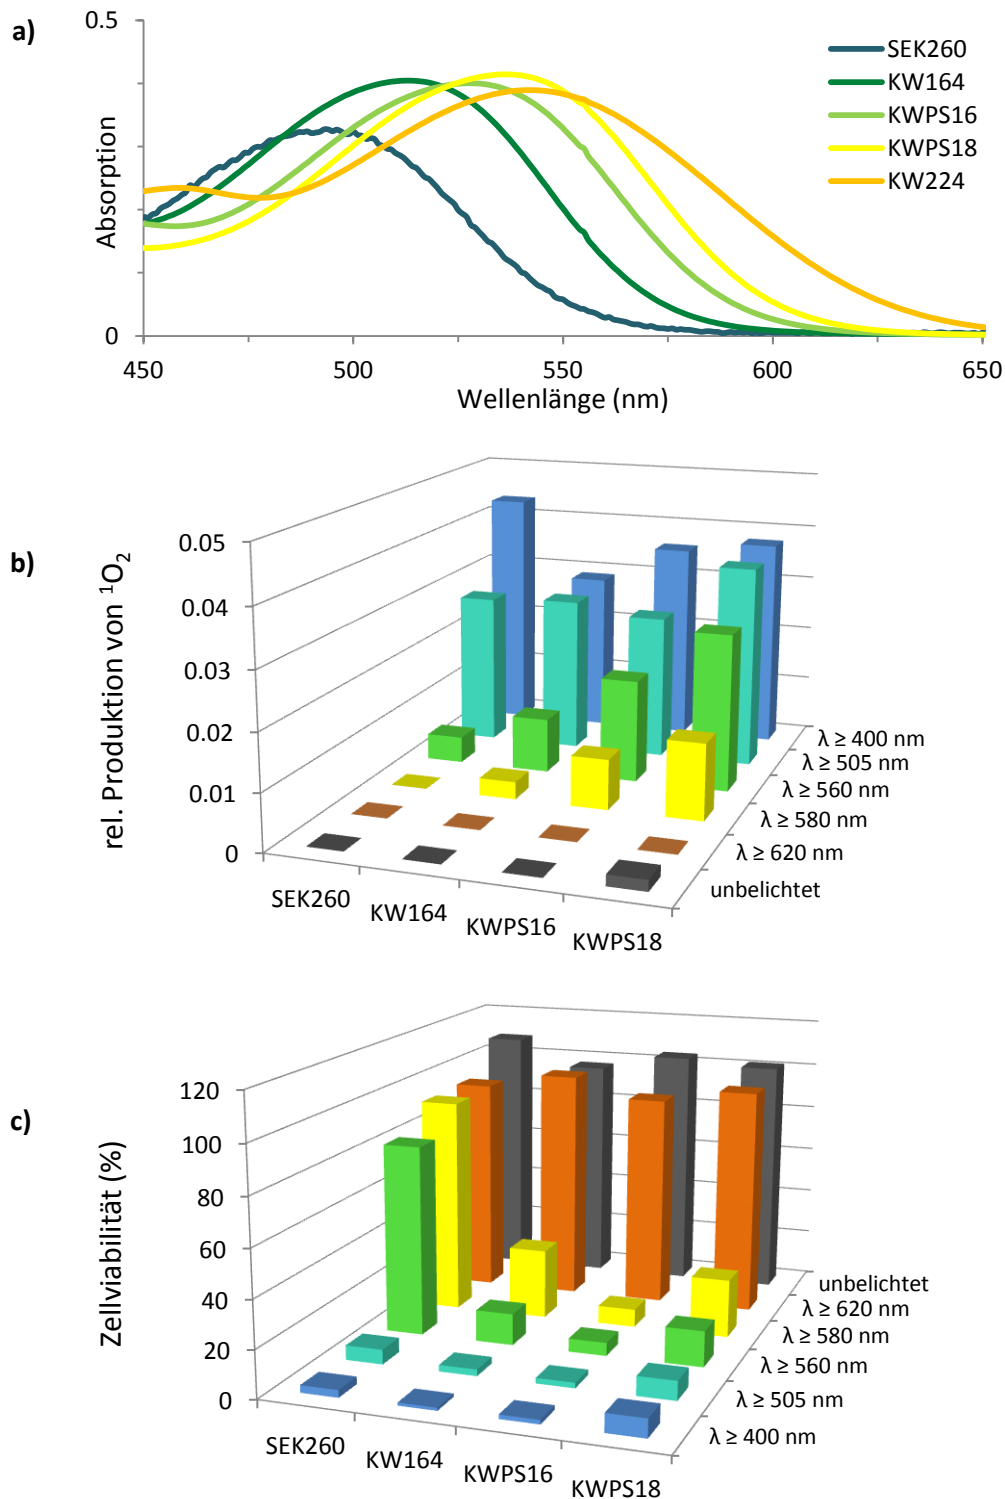 a)
0.5
0
Absorption
450
500
550
600
650
Wellenlänge (nm)
SEK260
KW164
KWPS16
KWPS18
KW224
b)
rel. Produktion von ¹O₂
0.05
0.04
0.03
0.02
0.01
0
SEK260
KW164
KWPS16
KWPS18
λ ≥ 400 nm
λ ≥ 505 nm
λ ≥ 560 nm
λ ≥ 580 nm
λ ≥ 620 nm
unbelichtet
c)
Zellviabilität (%)
120
100
80
60
40
20
0
SEK260
KW164
KWPS16
KWPS18
unbelichtet
λ ≥ 620 nm
λ ≥ 580 nm
λ ≥ 560 nm
λ ≥ 505 nm
λ ≥ 400 nm